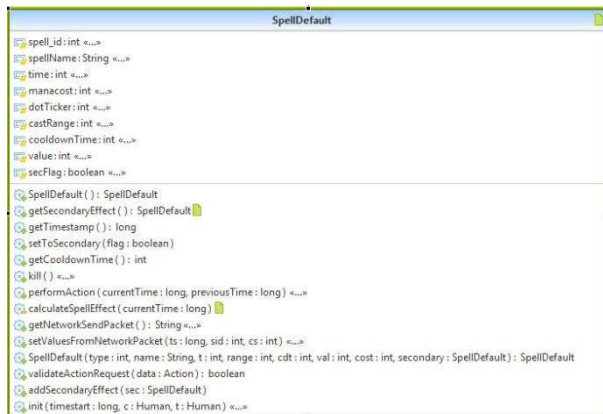 SpellDefault
spell_id : int «...»
spellName : String «...»
time : int «...»
manacost : int «...»
dotTicker : int «...»
castRange : int «...»
cooldownTime : int «...»
value : int «...»
secFlag : boolean «...»
SpellDefault ( ) : SpellDefault
getSecondaryEffect ( ) : SpellDefault
getTimestamp ( ) : long
setToSecondary ( flag : boolean )
getCooldownTime ( ) : int
kill ( ) «...»
performAction ( currentTime : long, previousTime : long ) «...»
calculateSpellEffect ( currentTime : long )
getNetworkSendPacket ( ) : String «...»
setValuesFromNetworkPacket ( ts : long, sid : int, cs : int ) «...»
SpellDefault ( type : int, name : String, t : int, range : int, cdt : int, val : int, cost : int, secondary : SpellDefault ) : SpellDefault
validateActionRequest ( data : Action ) : boolean
addSecondaryEffect ( sec : SpellDefault )
init ( timestart : long, c : Human, t : Human ) «...»